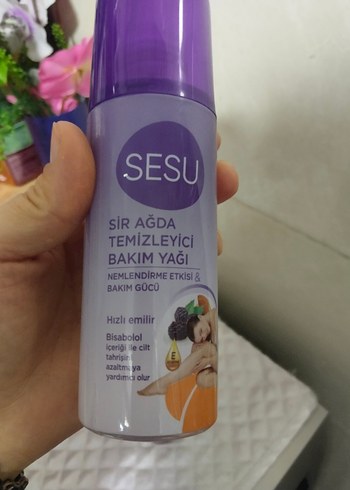 SESU
SİR AĞDA
TEMİZLEYİCİ
BAKIM YAĞI
NEMLENDİRME ETKİSİ &
BAKIM GÜCÜ
Hızlı emilir
Bisabolol
içeriği ile cilt
tahrişini
azaltmaya
yardımcı olur
E